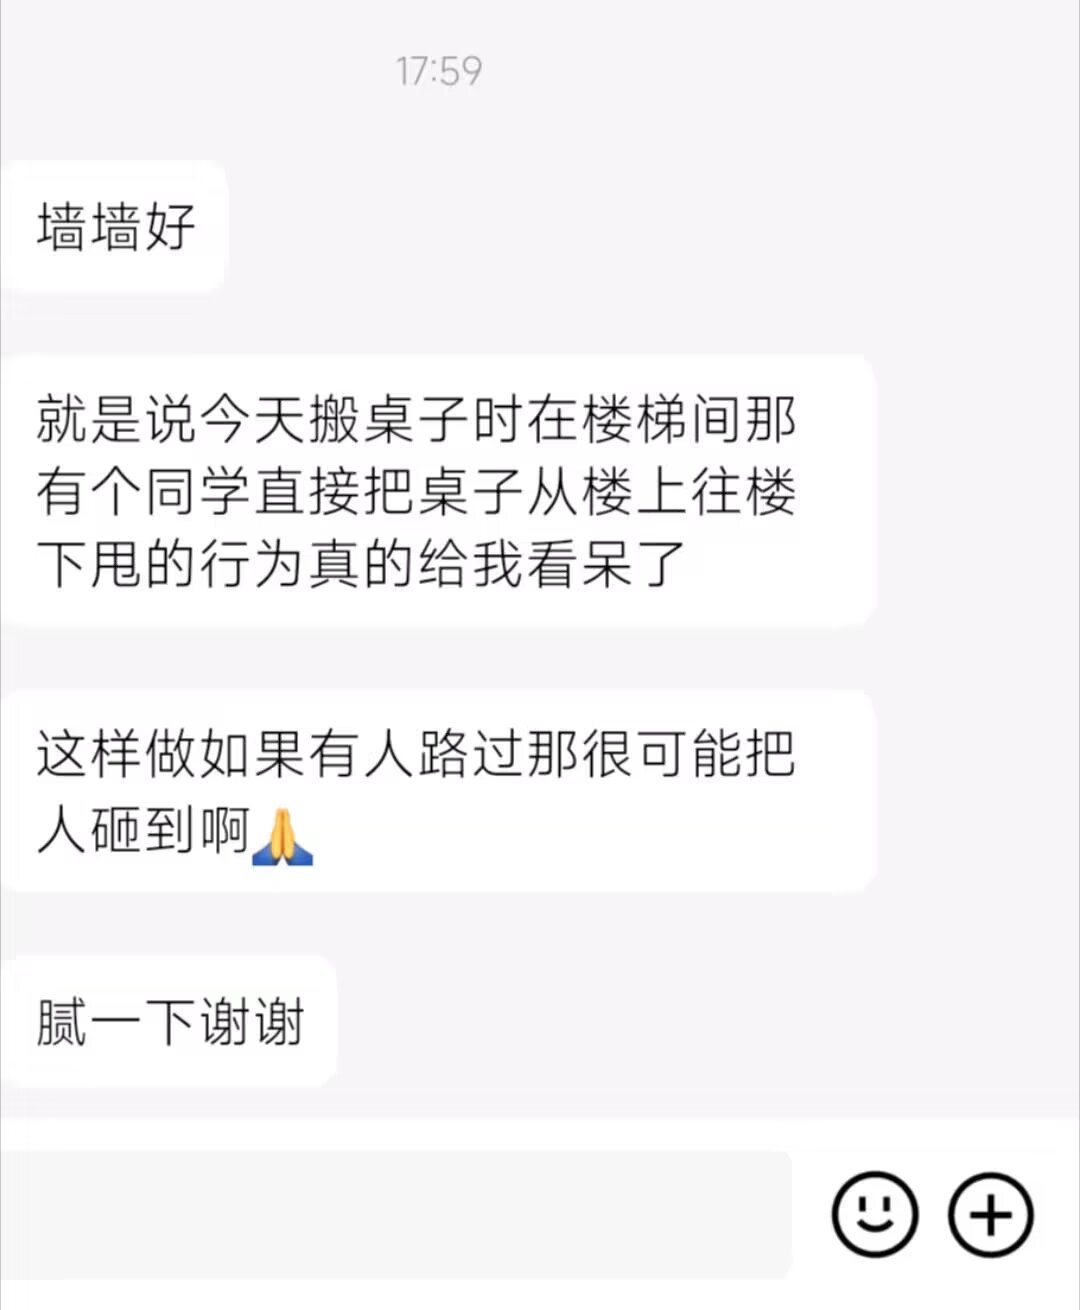 17:59
墙墙好
就是说今天搬桌子时在楼梯间那
有个同学直接把桌子从楼上往楼
下甩的行为真的给我看呆了
这样做如果有人路过那很可能把
人砸到啊🙏
腻一下谢谢